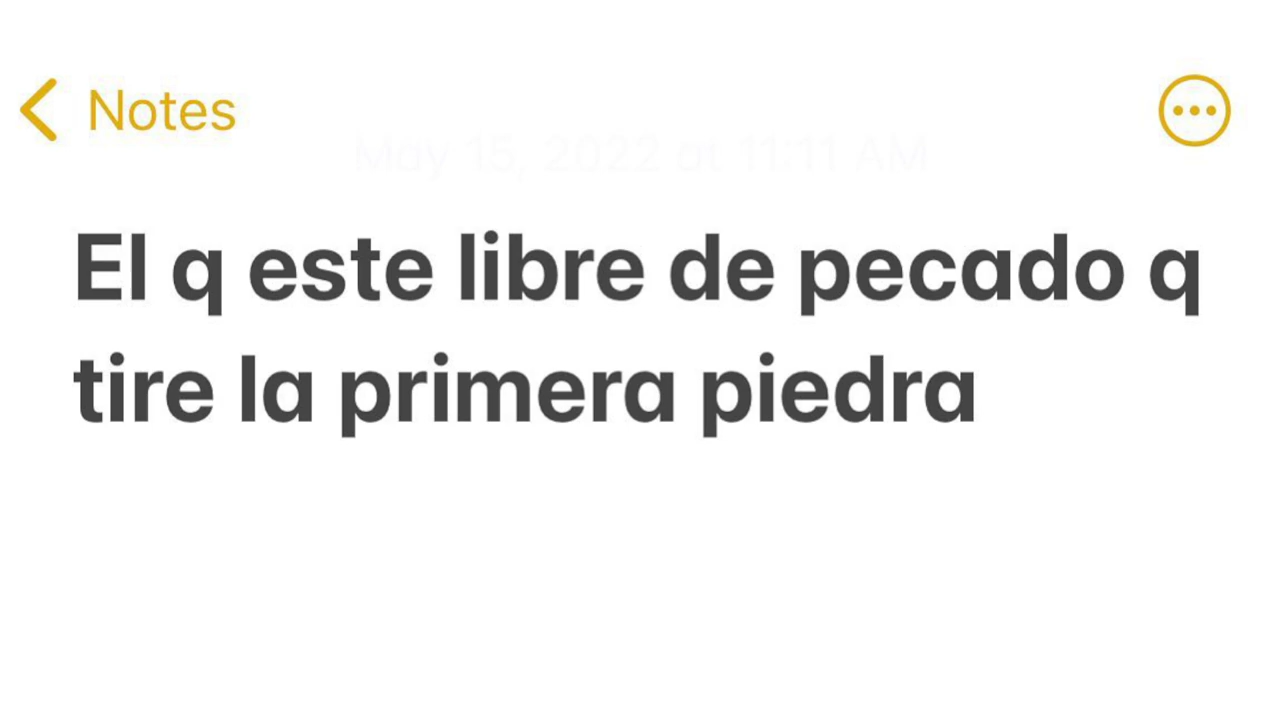 Notes
May 15, 2022 at 11:11 AM
El q este libre de pecado q
tire la primera piedra